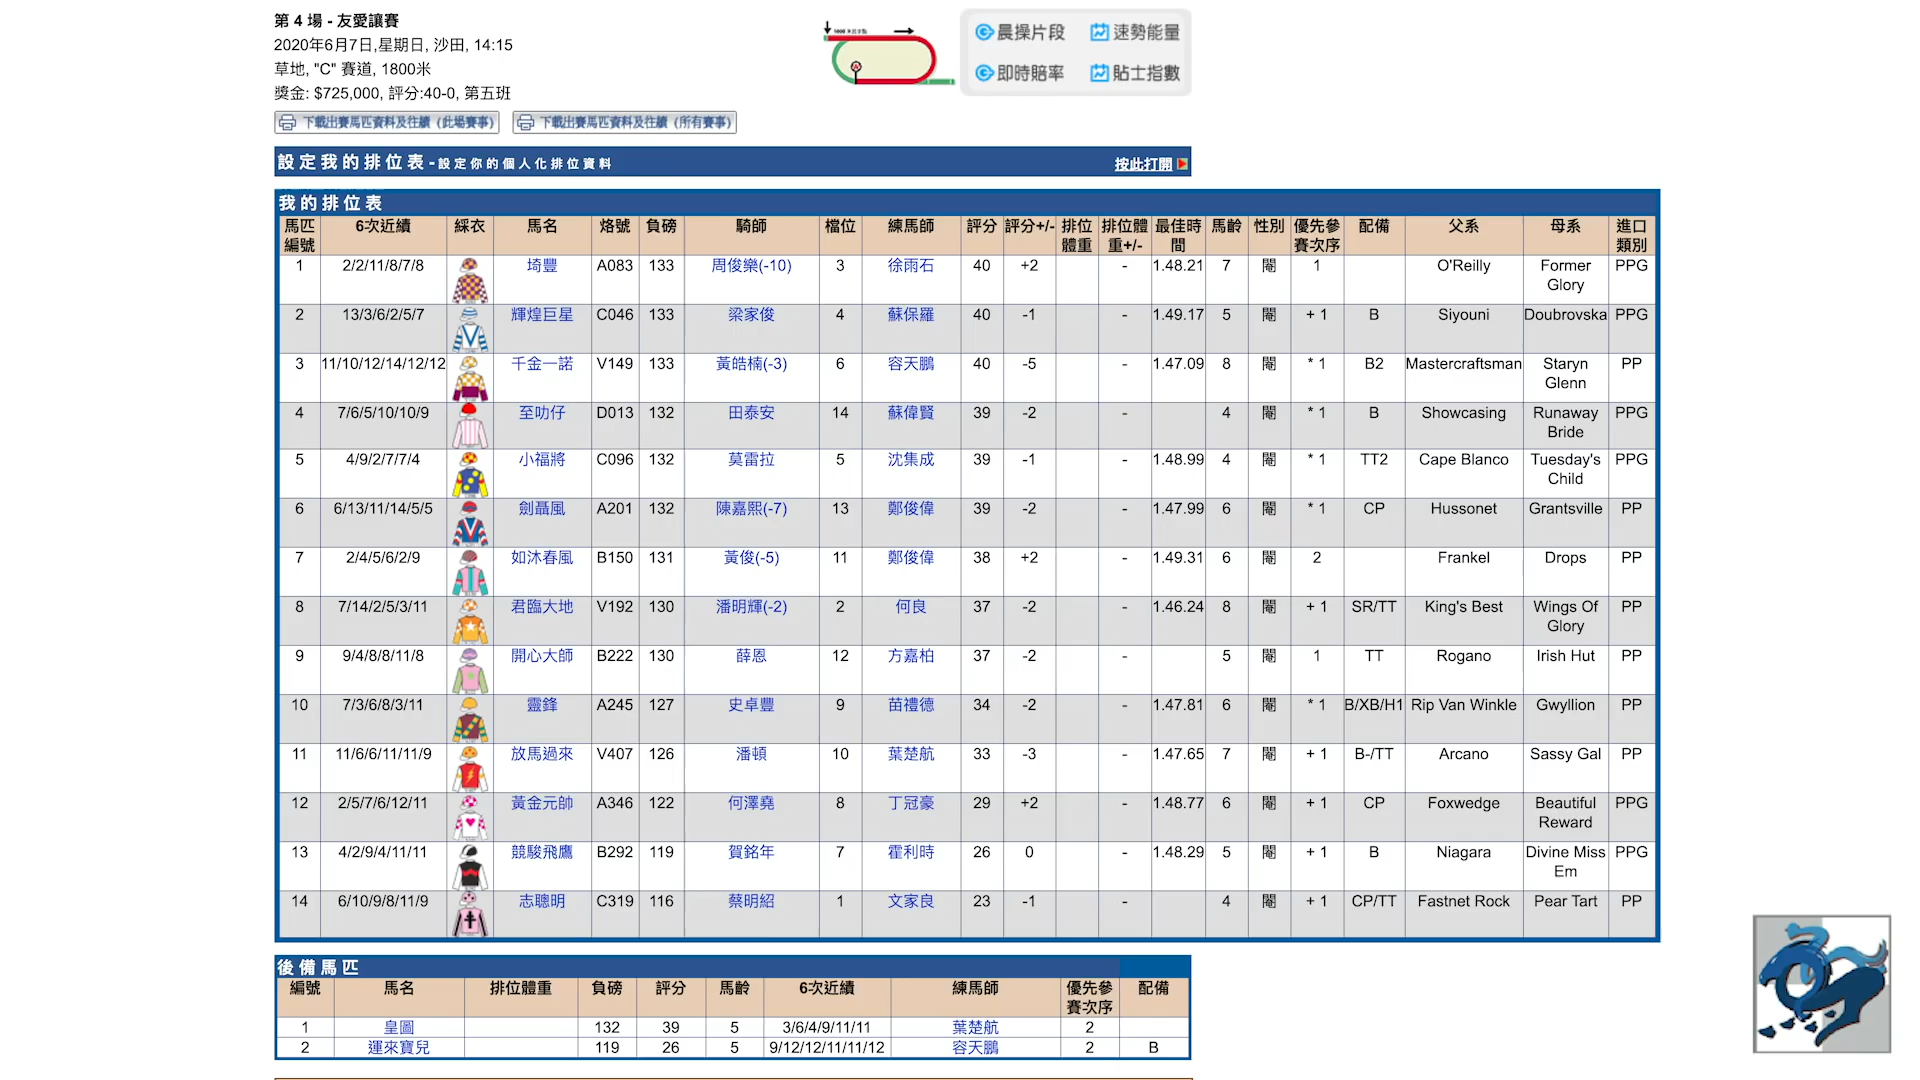 第 4 場 - 友愛讓賽
2020年6月7日,星期日, 沙田, 14:15
草地, "C" 賽道, 1800米
獎金: $725,000, 評分:40-0, 第五班
晨操片段 速勢能量
即時賠率 貼士指數
下載出賽馬匹資料及往績 (此場賽事) 下載出賽馬匹資料及往績 (所有賽事)
設定我的排位表-設定你的個人化排位資料 按此打開
我的排位表
馬匹編號 6次近績 綵衣 馬名 烙號 負磅 騎師 檔位 練馬師 評分 評分+/- 排位體重 排位體重+/- 最佳時間 馬齡 性別 優先參賽次序 配備 父系 母系 進口類別
1 2/2/11/8/7/8 埼豐 A083 133 周俊樂(-10) 3 徐雨石 40 +2 - 1.48.21 7 閹 1 O'Reilly Former Glory PPG
2 13/3/6/2/5/7 輝煌巨星 C046 133 梁家俊 4 蘇保羅 40 -1 - 1.49.17 5 閹 + 1 B Siyouni Doubrovska PPG
3 11/10/12/14/12/12 千金一諾 V149 133 黃皓楠(-3) 6 容天鵬 40 -5 - 1.47.09 8 閹 * 1 B2 Mastercraftsman Staryn Glenn PP
4 7/6/5/10/10/9 至叻仔 D013 132 田泰安 14 蘇偉賢 39 -2 - 4 閹 * 1 B Showcasing Runaway Bride PPG
5 4/9/2/7/7/4 小福將 C096 132 莫雷拉 5 沈集成 39 -1 - 1.48.99 4 閹 * 1 TT2 Cape Blanco Tuesday's Child PPG
6 6/13/11/14/5/5 劍聶風 A201 132 陳嘉熙(-7) 13 鄭俊偉 39 -2 - 1.47.99 6 閹 * 1 CP Hussonet Grantsville PP
7 2/4/5/6/2/9 如沐春風 B150 131 黃俊(-5) 11 鄭俊偉 38 +2 - 1.49.31 6 閹 2 Frankel Drops PP
8 7/14/2/5/3/11 君臨大地 V192 130 潘明輝(-2) 2 何良 37 -2 - 1.46.24 8 閹 + 1 SR/TT King's Best Wings Of Glory PP
9 9/4/8/8/11/8 開心大師 B222 130 薛恩 12 方嘉柏 37 -2 - 5 閹 1 TT Rogano Irish Hut PP
10 7/3/6/8/3/11 靈鋒 A245 127 史卓豐 9 苗禮德 34 -2 - 1.47.81 6 閹 * 1 B/XB/H1 Rip Van Winkle Gwyllion PP
11 11/6/6/11/11/9 放馬過來 V407 126 潘頓 10 葉楚航 33 -3 - 1.47.65 7 閹 + 1 B-/TT Arcano Sassy Gal PP
12 2/5/7/6/12/11 黃金元帥 A346 122 何澤堯 8 丁冠豪 29 +2 - 1.48.77 6 閹 + 1 CP Foxwedge Beautiful Reward PPG
13 4/2/9/4/11/11 競駿飛鷹 B292 119 賀銘年 7 霍利時 26 0 - 1.48.29 5 閹 + 1 B Niagara Divine Miss Em PPG
14 6/10/9/8/11/9 志聰明 C319 116 蔡明紹 1 文家良 23 -1 - 4 閹 + 1 CP/TT Fastnet Rock Pear Tart PP
後備馬匹
編號 馬名 排位體重 負磅 評分 馬齡 6次近績 練馬師 優先參賽次序 配備
1 皇圖 132 39 5 3/6/4/9/11/11 葉楚航 2
2 運來寶兒 119 26 5 9/12/12/11/11/12 容天鵬 2 B